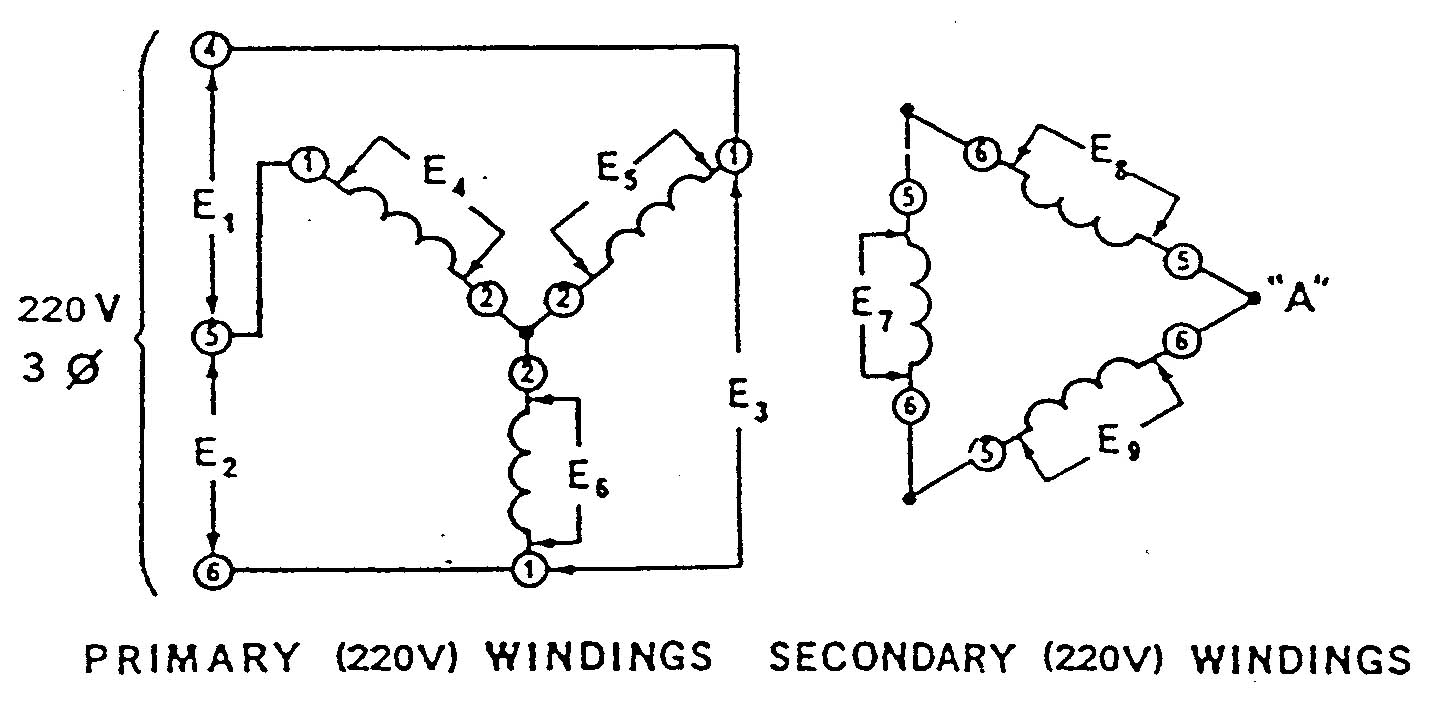 4
1
E4
E5
1
E1
220V
3 Ø
5
2
2
2
E2
E3
E6
6
1
6
E8
5
5
"A"
E7
6
6
5
E9
PRIMARY (220V) WINDINGS
SECONDARY (220V) WINDINGS